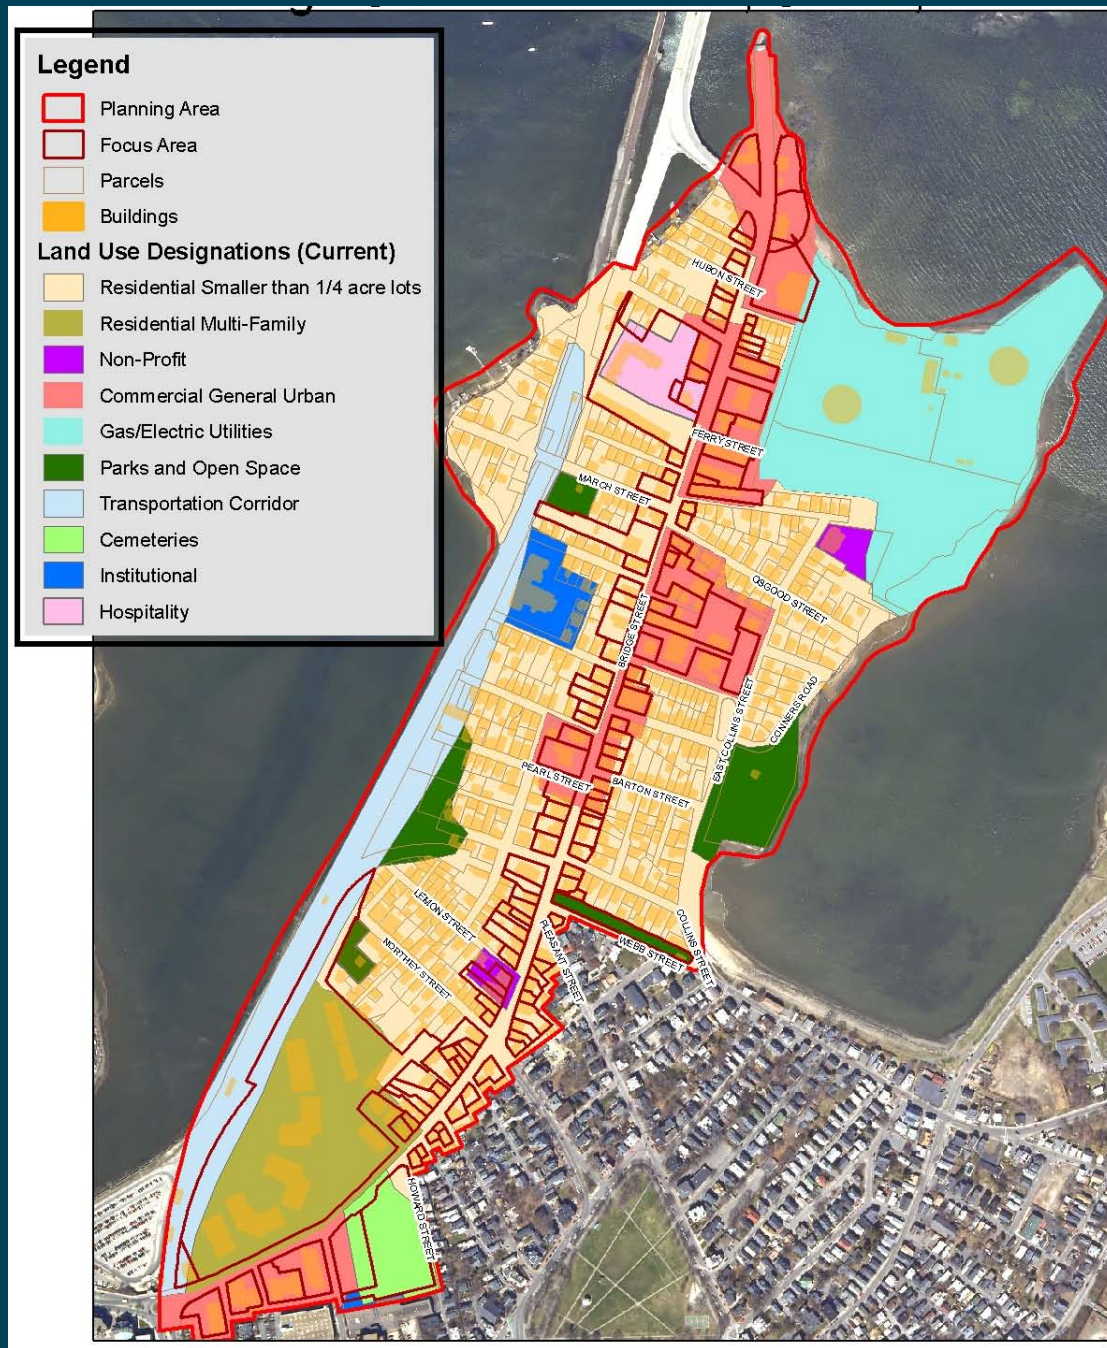 Legend
Planning Area
Focus Area
Parcels
Buildings
Land Use Designations (Current)
Residential Smaller than 1/4 acre lots
Residential Multi-Family
Non-Profit
Commercial General Urban
Gas/Electric Utilities
Parks and Open Space
Transportation Corridor
Cemeteries
Institutional
Hospitality
HUBON STREET
FERRY STREET
MARCH STREET
OSGOOD STREET
BRIDGE STREET
CONNERS ROAD
EAST COLLINS STREET
PEARL STREET
BARTON STREET
LEMON STREET
COLLINS STREET
PLEASANT STREET
WEBB STREET
NORTHEY STREET
HOWARD STREET